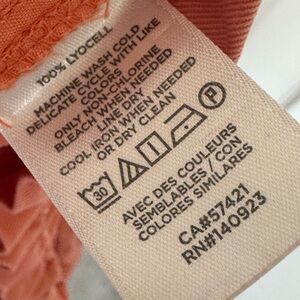 100% LYOCELL
MACHINE WASH COLD
DELICATE CYCLE WITH LIKE
COLORS
ONLY NON-CHLORINE
BLEACH WHEN NEEDED
LINE DRY
COOL IRON WHEN NEEDED
OR DRY CLEAN
30 P
AVEC DES COULEURS
SEMBLABLES / CON
COLORES SIMILARES
CA#57421
RN#140923